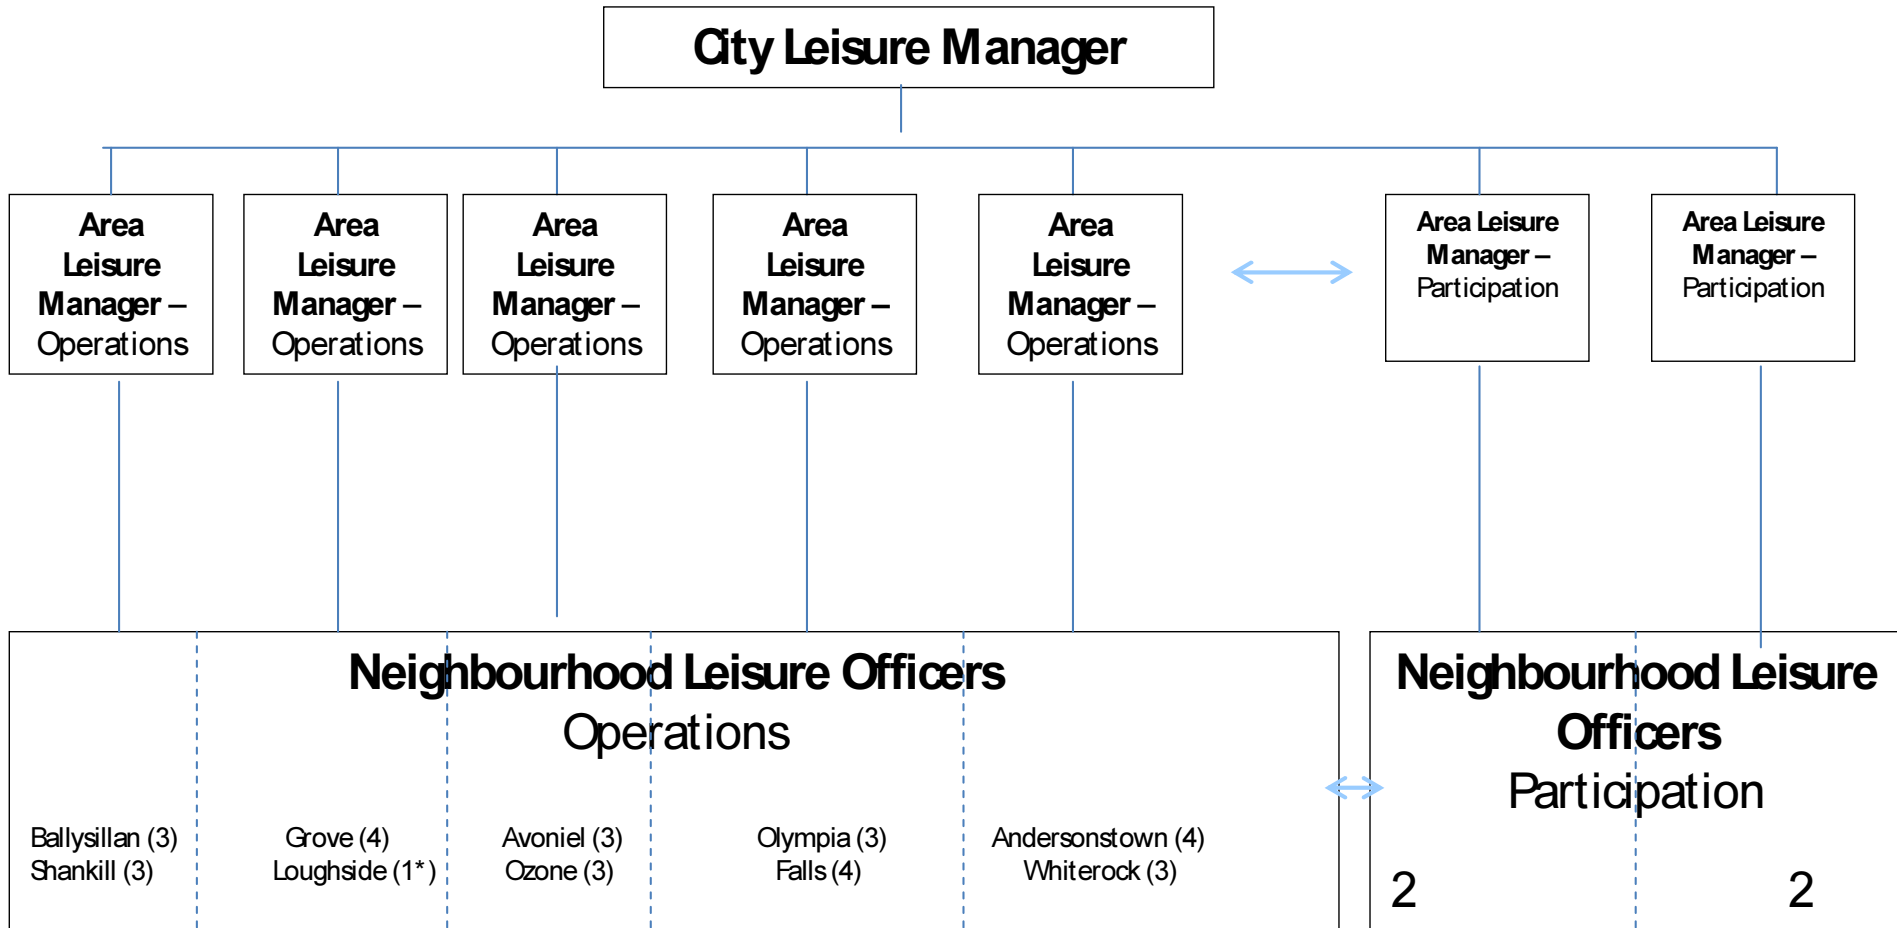 City Leisure Manager
Area
Leisure
Manager –
Operations
Area
Leisure
Manager –
Operations
Area
Leisure
Manager –
Operations
Area
Leisure
Manager –
Operations
Area
Leisure
Manager –
Operations
Area Leisure
Manager –
Participation
Area Leisure
Manager –
Participation
Neighbourhood Leisure Officers
Operations
Ballysillan (3)
Shankill (3)
Grove (4)
Loughside (1*)
Avoniel (3)
Ozone (3)
Olympia (3)
Falls (4)
Andersonstown (4)
Whiterock (3)
Neighbourhood Leisure
Officers
Participation
2
2